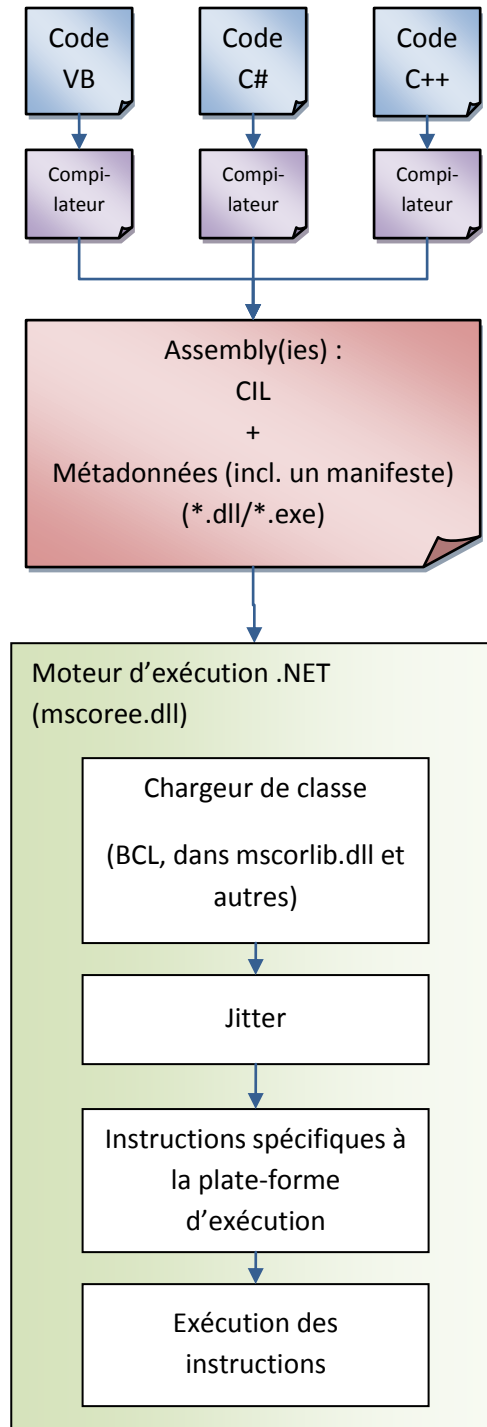 Code
VB
Code
C#
Code
C++
Compi-
lateur
Compi-
lateur
Compi-
lateur
Assembly(ies) :
CIL
+
Métadonnées (incl. un manifeste)
(*.dll/*.exe)
Moteur d’exécution .NET
(mscoree.dll)
Chargeur de classe
(BCL, dans mscorlib.dll et
autres)
Jitter
Instructions spécifiques à
la plate-forme
d’exécution
Exécution des
instructions